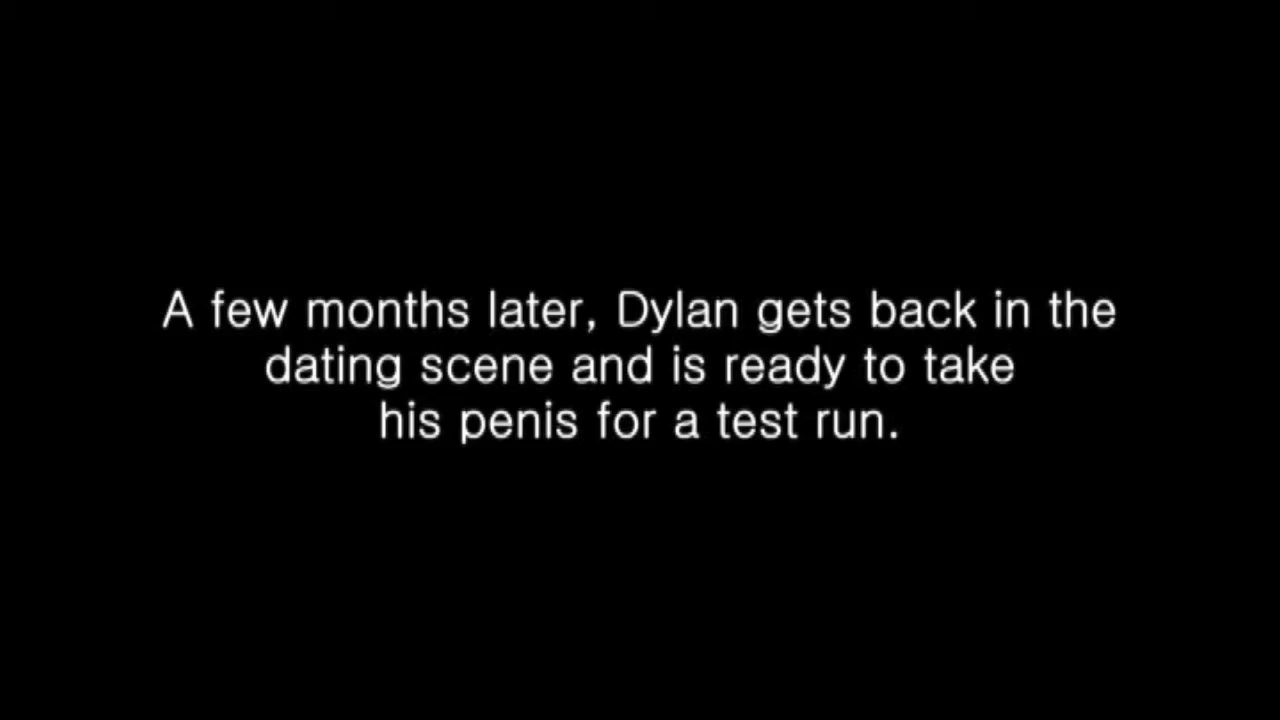 A few months later, Dylan gets back in the
dating scene and is ready to take
his penis for a test run.